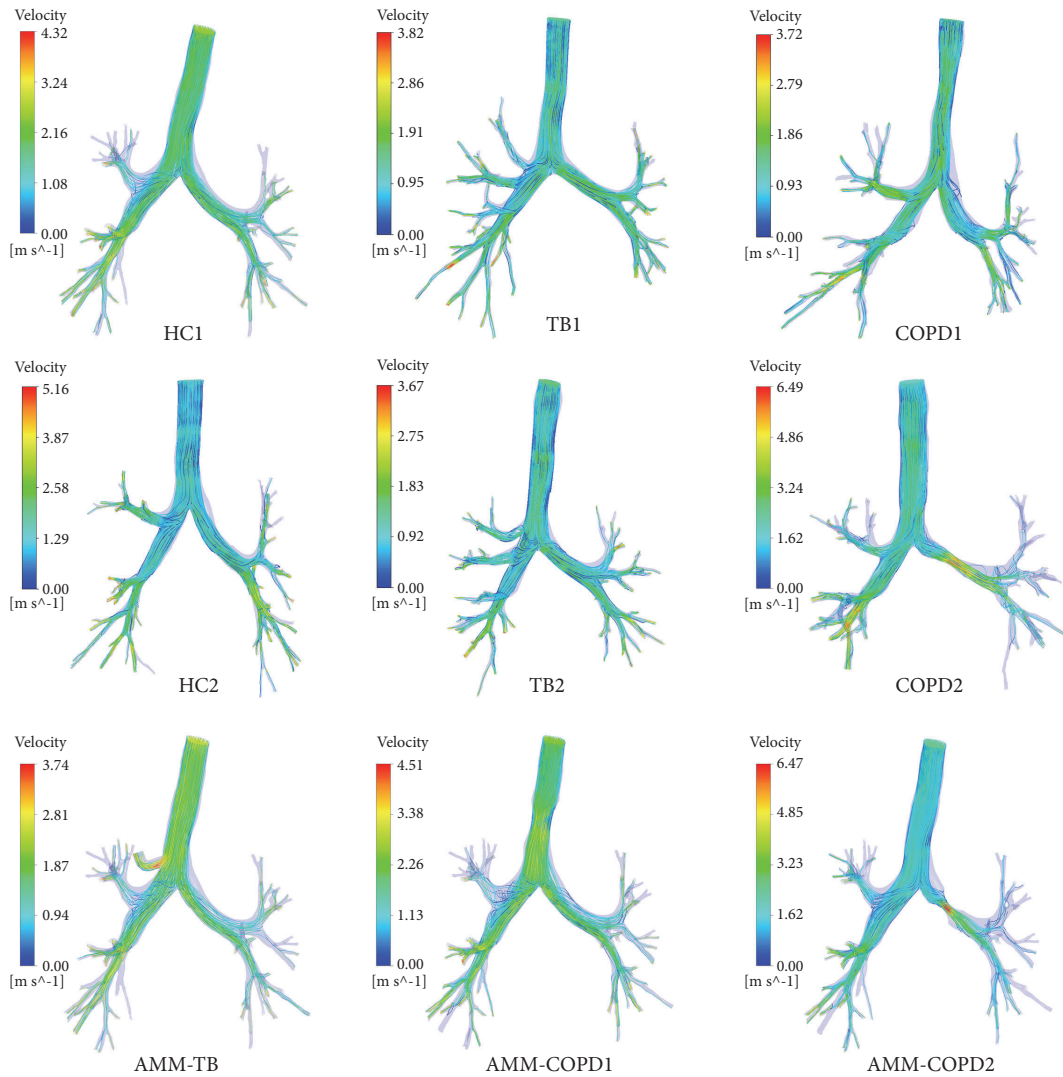 Velocity
4.32
3.24
2.16
1.08
0.00
[m s^-1]
HC1
Velocity
3.82
2.86
1.91
0.95
0.00
[m s^-1]
TB1
Velocity
3.72
2.79
1.86
0.93
0.00
[m s^-1]
COPD1
Velocity
5.16
3.87
2.58
1.29
0.00
[m s^-1]
HC2
Velocity
3.67
2.75
1.83
0.92
0.00
[m s^-1]
TB2
Velocity
6.49
4.86
3.24
1.62
0.00
[m s^-1]
COPD2
Velocity
3.74
2.81
1.87
0.94
0.00
[m s^-1]
AMM-TB
Velocity
4.51
3.38
2.26
1.13
0.00
[m s^-1]
AMM-COPD1
Velocity
6.47
4.85
3.23
1.62
0.00
[m s^-1]
AMM-COPD2